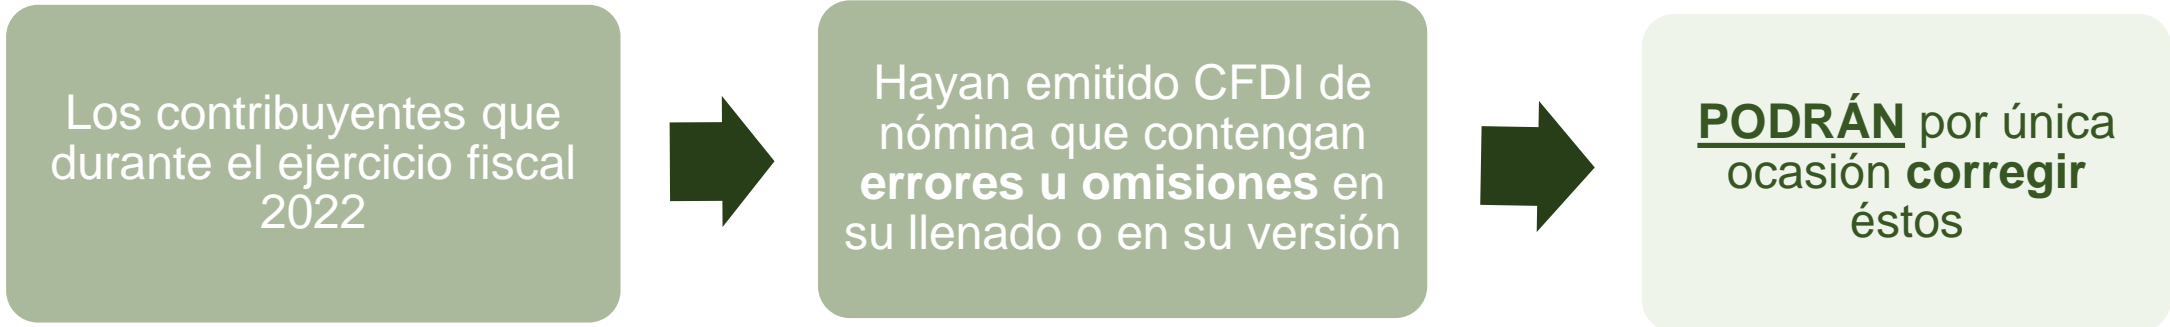 Los contribuyentes que
durante el ejercicio fiscal
2022
Hayan emitido CFDI de
nómina que contengan
errores u omisiones en
su llenado o en su versión
PODRÁN por única
ocasión corregir
éstos